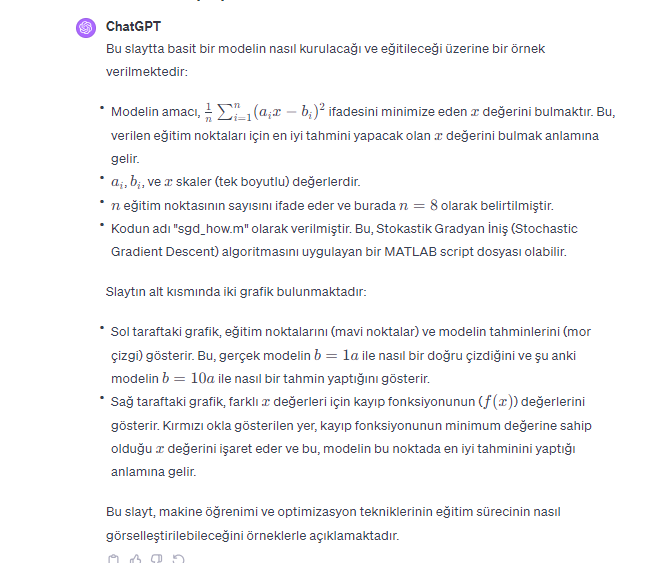 ChatGPT
Bu slaytta basit bir modelin nasıl kurulacağı ve eğitileceği üzerine bir örnek
verilmektedir:
• Modelin amacı, $\frac{1}{n}\sum_{i=1}^{n}(a_i x - b_i)^2$ ifadesini minimize eden $x$ değerini bulmaktır. Bu,
verilen eğitim noktaları için en iyi tahmini yapacak olan $x$ değerini bulmak anlamına
gelir.
• $a_i, b_i$, ve $x$ skaler (tek boyutlu) değerlerdir.
• $n$ eğitim noktasının sayısını ifade eder ve burada $n = 8$ olarak belirtilmiştir.
• Kodun adı "sgd_how.m" olarak verilmiştir. Bu, Stokastik Gradyan İniş (Stochastic
Gradient Descent) algoritmasını uygulayan bir MATLAB script dosyası olabilir.
Slaytın alt kısmında iki grafik bulunmaktadır:
• Sol taraftaki grafik, eğitim noktalarını (mavi noktalar) ve modelin tahminlerini (mor
çizgi) gösterir. Bu, gerçek modelin $b = 1a$ ile nasıl bir doğru çizdiğini ve şu anki
modelin $b = 10a$ ile nasıl bir tahmin yaptığını gösterir.
• Sağ taraftaki grafik, farklı $x$ değerleri için kayıp fonksiyonunun ($f(x)$) değerlerini
gösterir. Kırmızı okla gösterilen yer, kayıp fonksiyonunun minimum değerine sahip
olduğu $x$ değerini işaret eder ve bu, modelin bu noktada en iyi tahminini yaptığı
anlamına gelir.
Bu slayt, makine öğrenimi ve optimizasyon tekniklerinin eğitim sürecinin nasıl
görselleştirilebileceğini örneklerle açıklamaktadır.